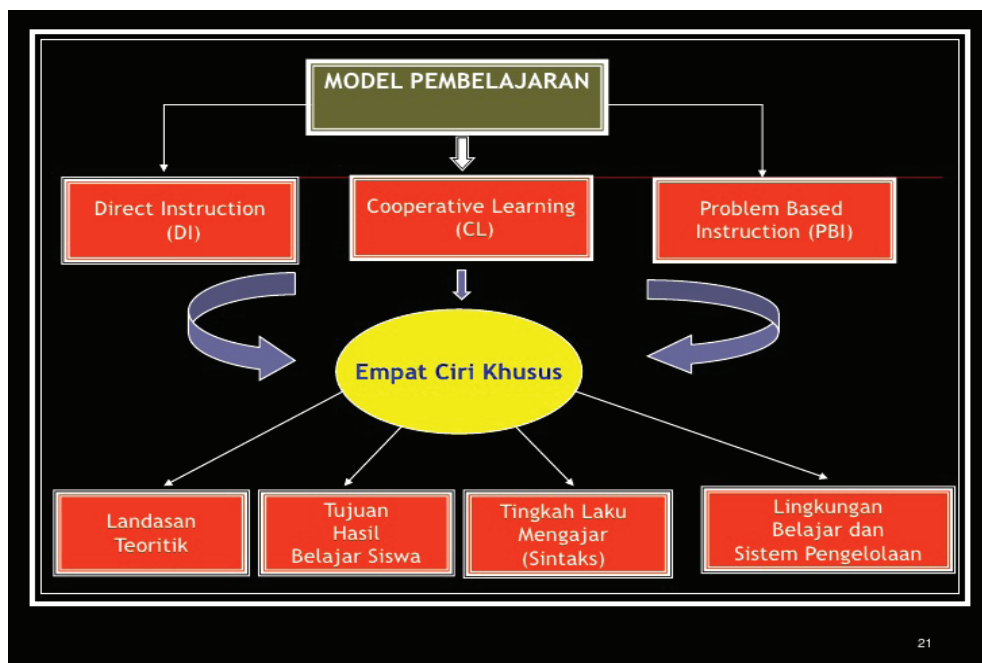 MODEL PEMBELAJARAN
Direct Instruction
(DI)
Cooperative Learning
(CL)
Problem Based
Instruction (PBI)
Empat Ciri Khusus
Landasan
Teoritik
Tujuan
Hasil
Belajar Siswa
Tingkah Laku
Mengajar
(Sintaks)
Lingkungan
Belajar dan
Sistem Pengelolaan
21